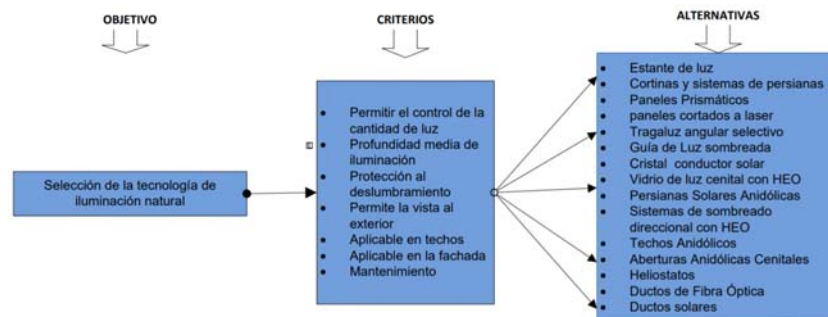 OBJETIVO
CRITERIOS
ALTERNATIVAS
Selección de la tecnología de
iluminación natural
Permitir el control de la
cantidad de luz
Profundidad media de
iluminación
Protección al
deslumbramiento
Permite la vista al
exterior
Aplicable en techos
Aplicable en la fachada
Mantenimiento
Estante de luz
Cortinas y sistemas de persianas
Paneles Prismáticos
paneles cortados a laser
Tragaluz angular selectivo
Guía de Luz sombreada
Cristal conductor solar
Vidrio de luz cenital con HEO
Persianas Solares Anidólicas
Sistemas de sombreado
direccional con HEO
Techos Anidólicos
Aberturas Anidólicas Cenitales
Heliostatos
Ductos de Fibra Óptica
Ductos solares